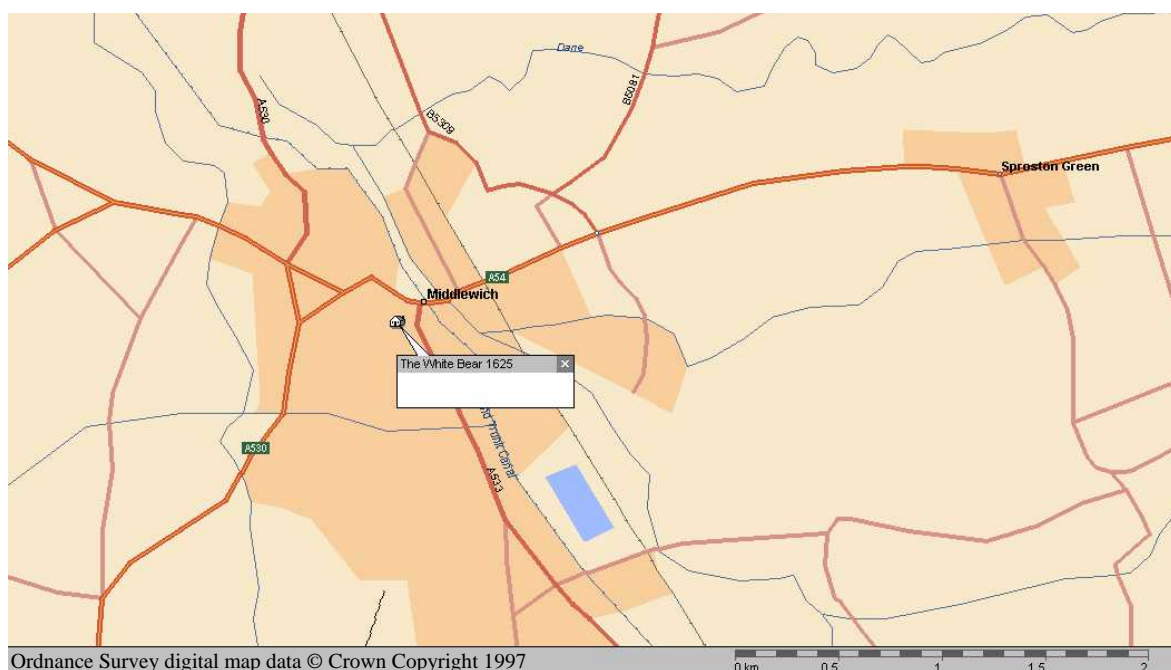 Dane
A530
B5309
B5081
Sproston Green
A54
Middlewich
The White Bear 1625
A530
nd Trunk Canal
A533
Ordnance Survey digital map data © Crown Copyright 1997
0 km 0.5 1 1.5 2